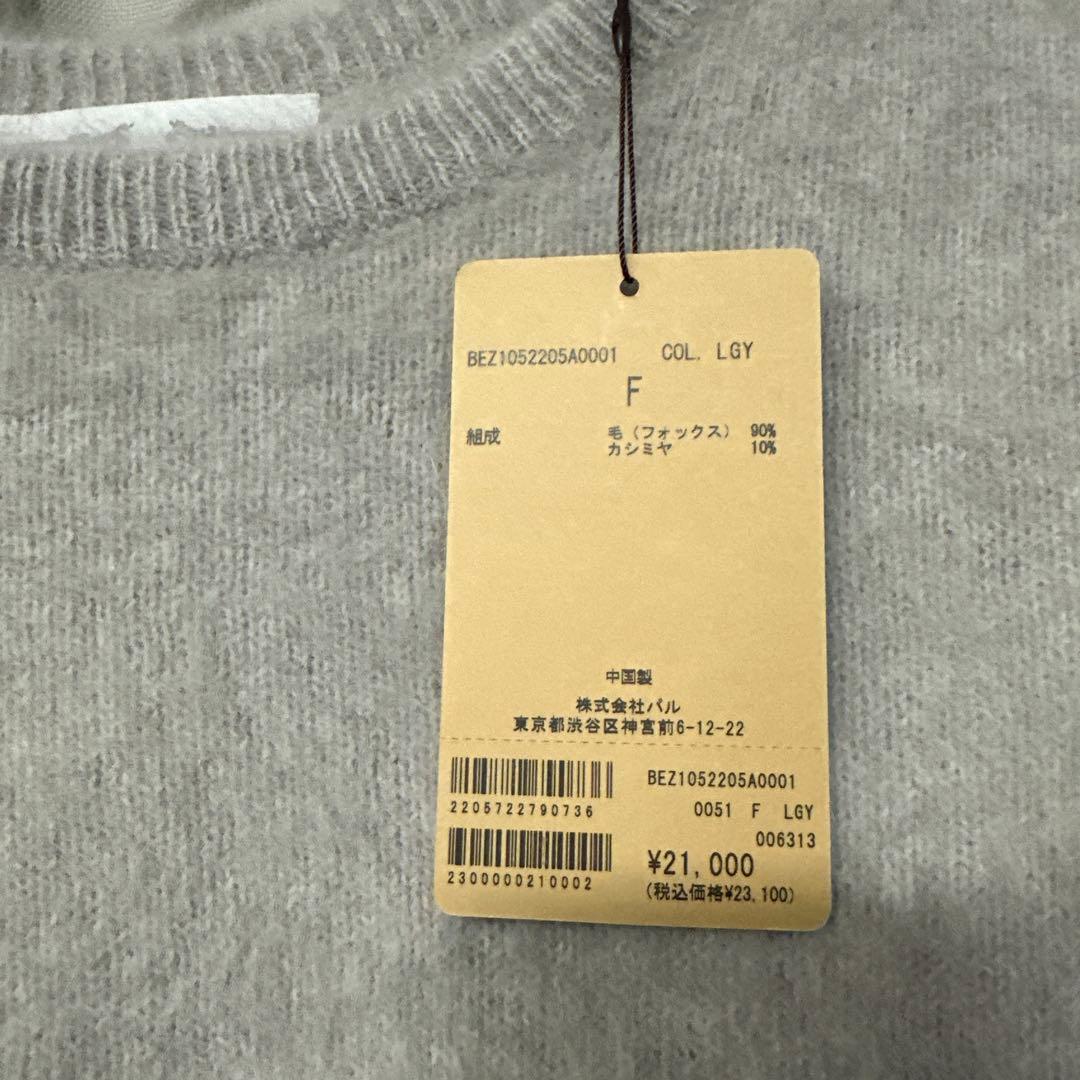 BEZ1052205A0001 COL. LGY
F
組成 毛(フォックス) 90%
カシミヤ 10%
中国製
株式会社パル
東京都渋谷区神宮前6-12-22
BEZ1052205A0001
2205722790736 0051 F LGY
006313
¥21,000
2300000210002 (税込価格¥23,100)